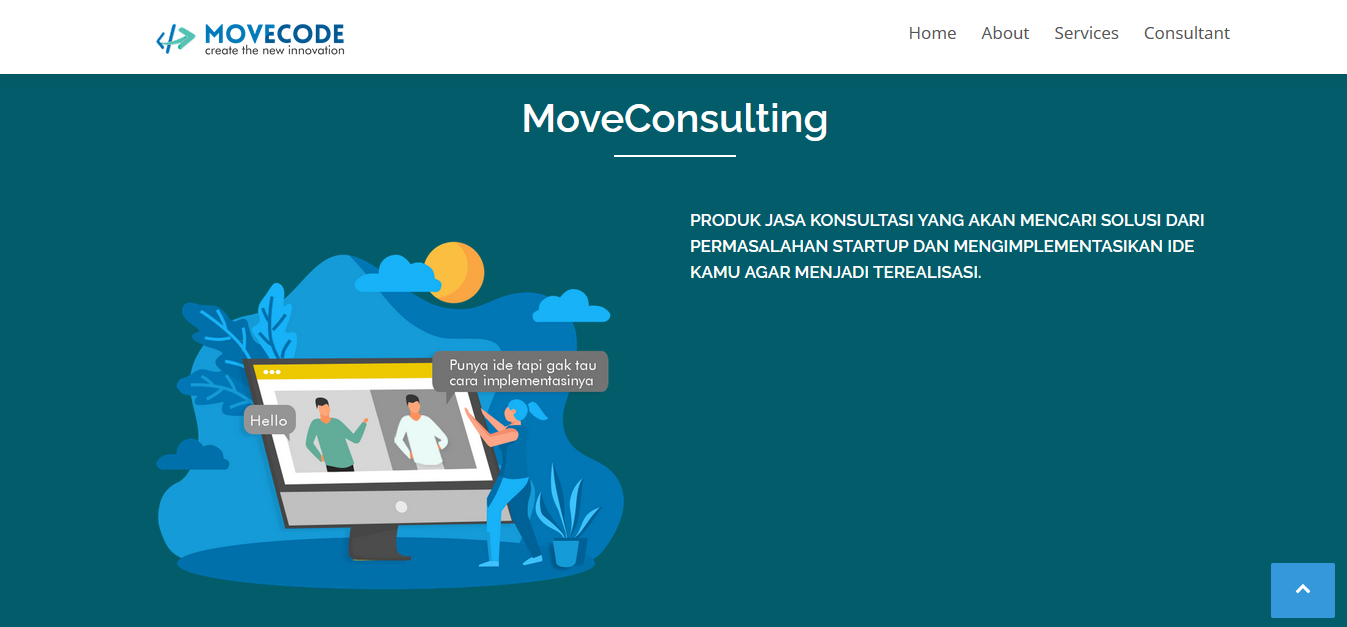 MOVECODE
create the new innovation
Home About Services Consultant
MoveConsulting
PRODUK JASA KONSULTASI YANG AKAN MENCARI SOLUSI DARI
PERMASALAHAN STARTUP DAN MENGIMPLEMENTASIKAN IDE
KAMU AGAR MENJADI TEREALISASI.
Punya ide tapi gak tau
cara implementasinya
Hello